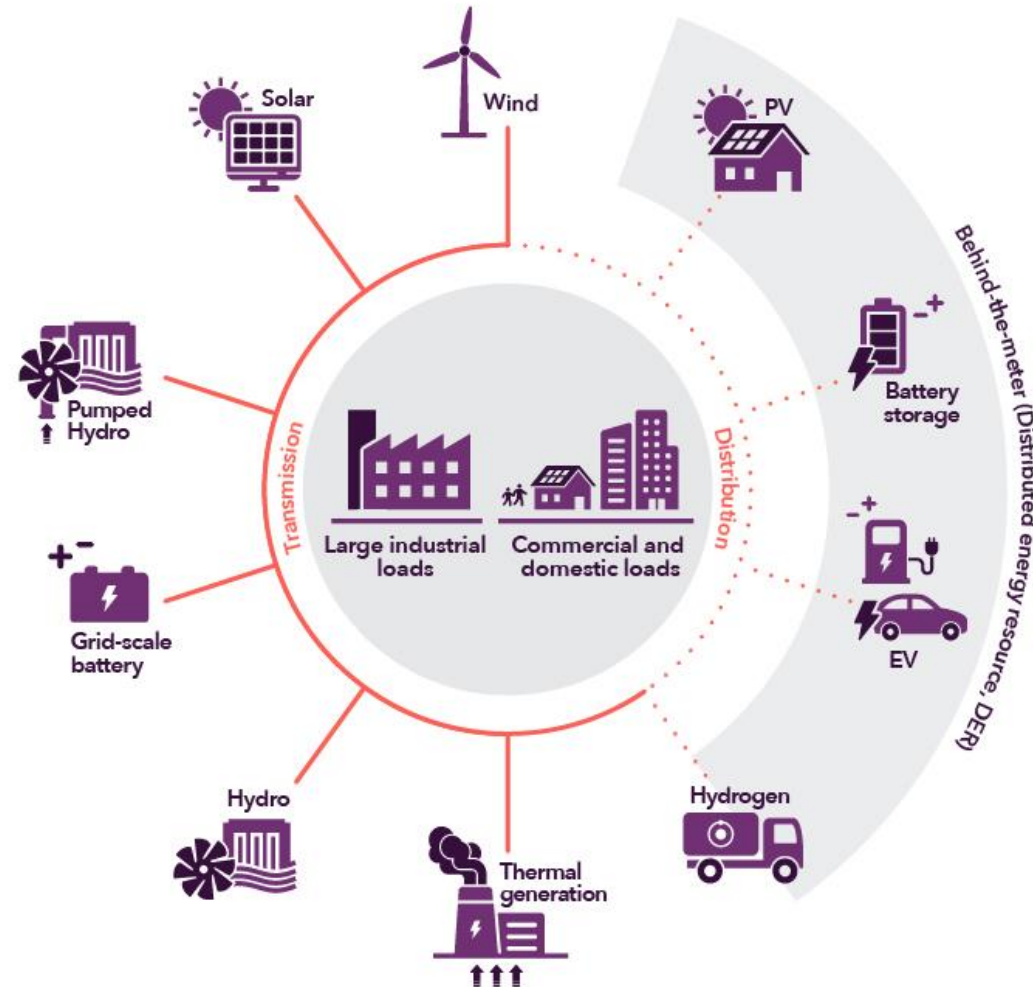 Solar
Wind
PV
Pumped
Hydro
Battery
storage
Behind-the-meter (Distributed energy resource, DER)
Transmission
Distribution
Large industrial
loads
Commercial and
domestic loads
Grid-scale
battery
EV
Hydro
Thermal
generation
Hydrogen